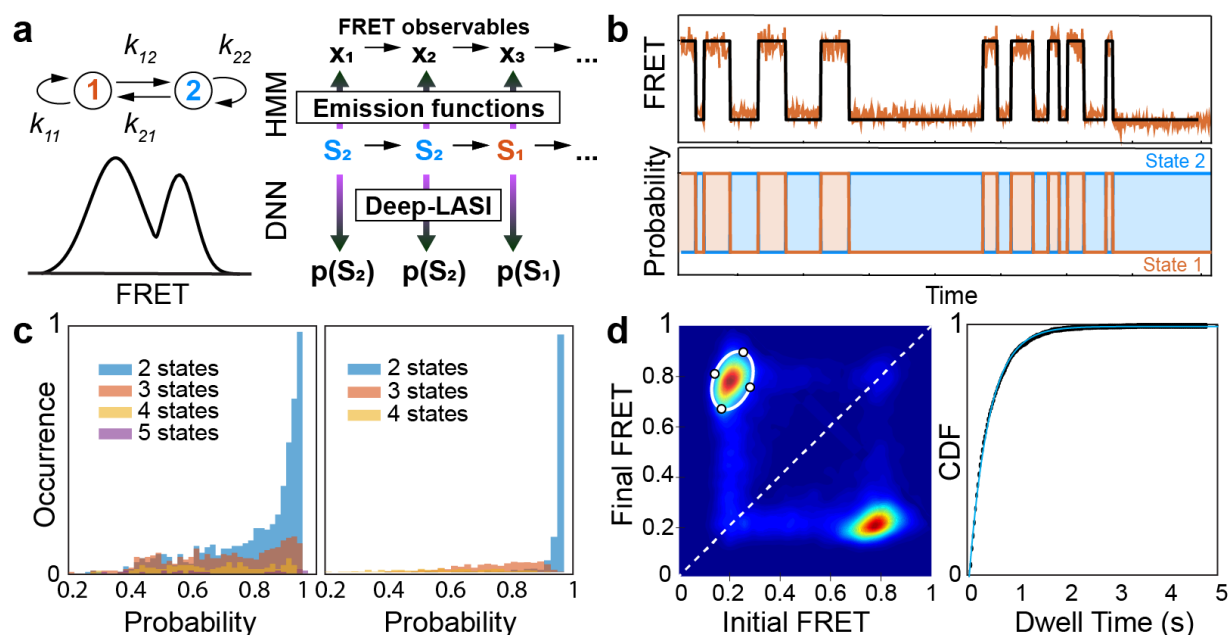 a
k₁₂
k₂₂
1
2
k₁₁
k₂₁
FRET
FRET observables
x₁
x₂
x₃
...
HMM
Emission functions
S₂
S₂
S₁
...
DNN
Deep-LASI
p(S₂)
p(S₂)
p(S₁)
b
FRET
Probability
State 2
State 1
Time
c
Occurrence
1
0
2 states
3 states
4 states
5 states
0.2
0.4
0.6
0.8
1
Probability
2 states
3 states
4 states
0.2
0.4
0.6
0.8
1
Probability
d
Final FRET
1
0.8
0.6
0.4
0.2
0
0
0.2
0.4
0.6
0.8
1
Initial FRET
CDF
1
0
0
1
2
3
4
5
Dwell Time (s)